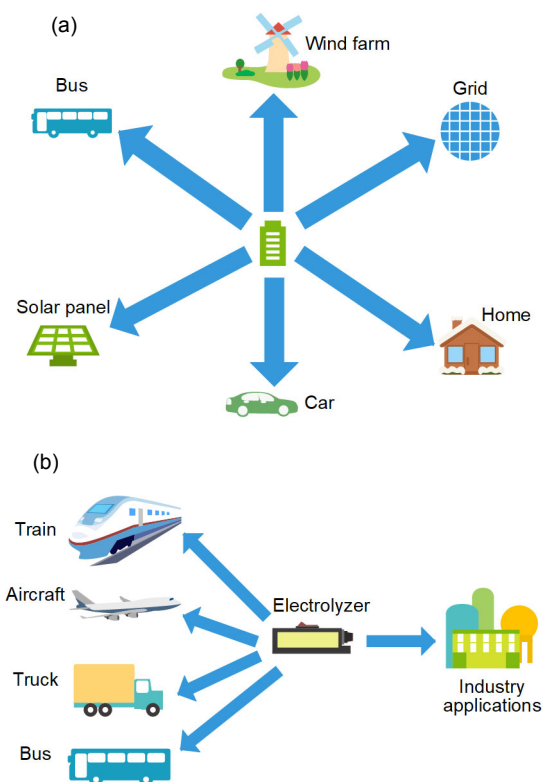 (a)
Wind farm
Bus
Grid
Solar panel
Home
Car
(b)
Train
Aircraft
Electrolyzer
Truck
Industry
applications
Bus